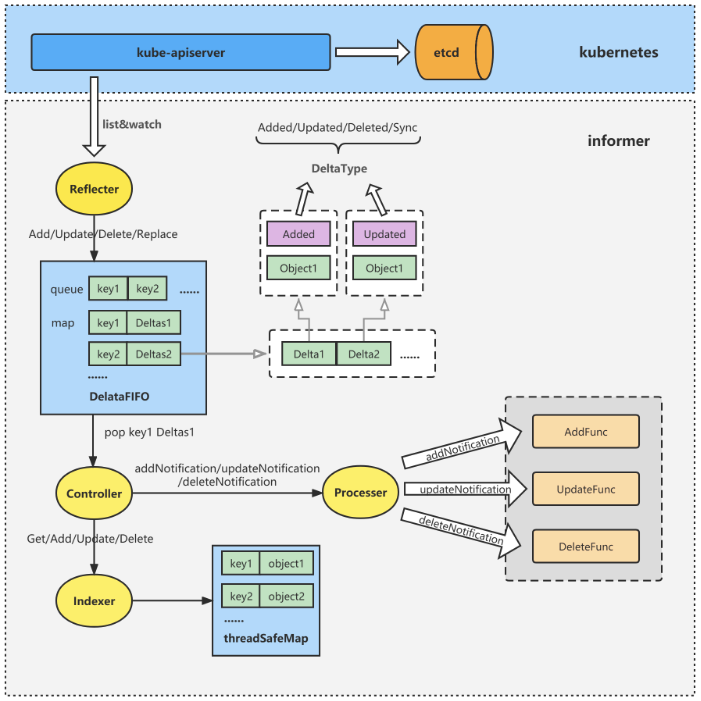 kube-apiserver
etcd
kubernetes
list&watch
Added/Updated/Deleted/Sync
informer
DeltaType
Reflecter
Add/Update/Delete/Replace
Added
Updated
Object1
Object1
queue
key1
key2
......
map
key1
Deltas1
key2
Deltas2
......
DelataFIFO
Delta1
Delta2
......
pop key1 Deltas1
addNotification/updateNotification
/deleteNotification
Controller
Processer
addNotification
updateNotification
deleteNotification
AddFunc
UpdateFunc
DeleteFunc
Get/Add/Update/Delete
Indexer
key1
object1
key2
object2
......
threadSafeMap